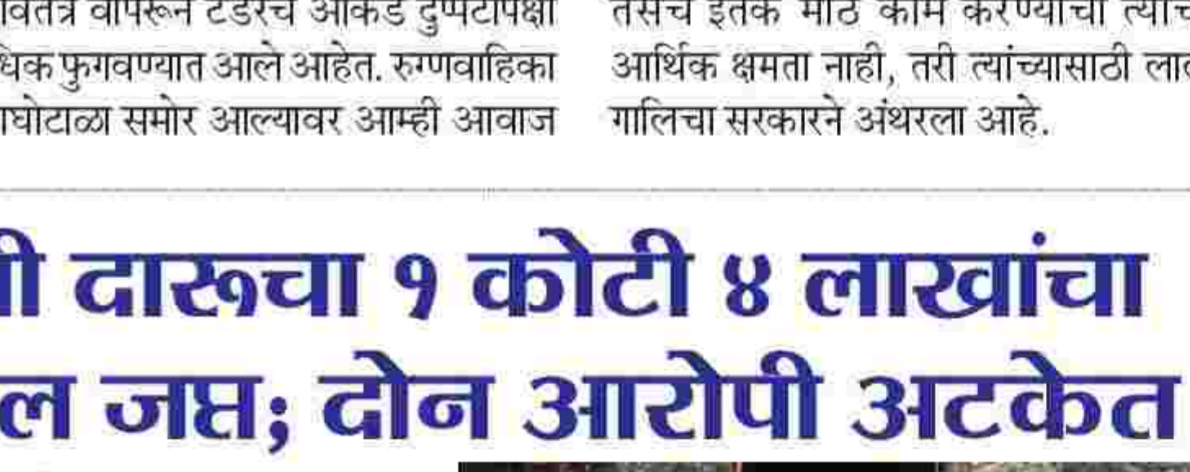 वापरून टेंडरचे आकडे दुपटीपेक्षा
फुगवण्यात आले आहेत. रुग्णवाहिका
घोटाळा समोर आल्यावर आम्ही आवाज
तसेच इतके मोठे काम करण्याची
आर्थिक क्षमता नाही, तरी त्यांच्यासाठी
गालिचा सरकारने अंथरला आहे.
दारूचा १ कोटी ४ लाखांचा
जप्त; दोन आरोपी अटकेत